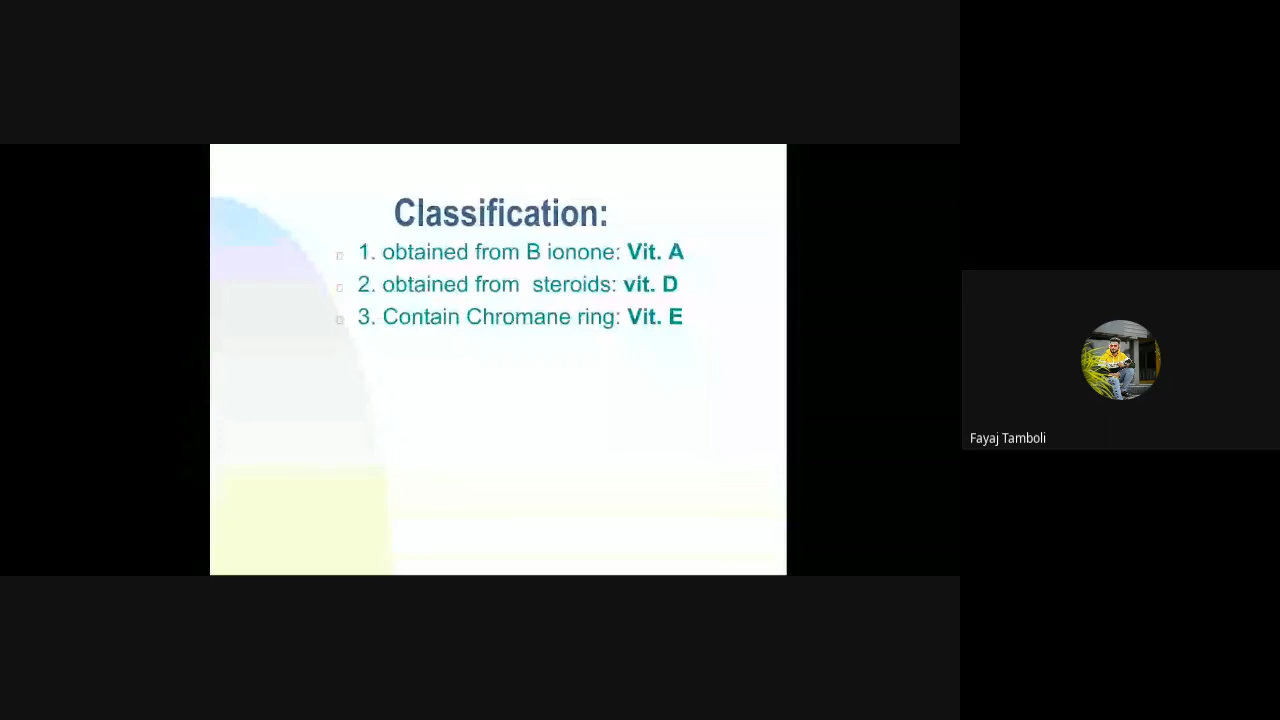 Classification:
1. obtained from B ionone: Vit. A
2. obtained from steroids: vit. D
3. Contain Chromane ring: Vit. E
Fayaj Tamboli